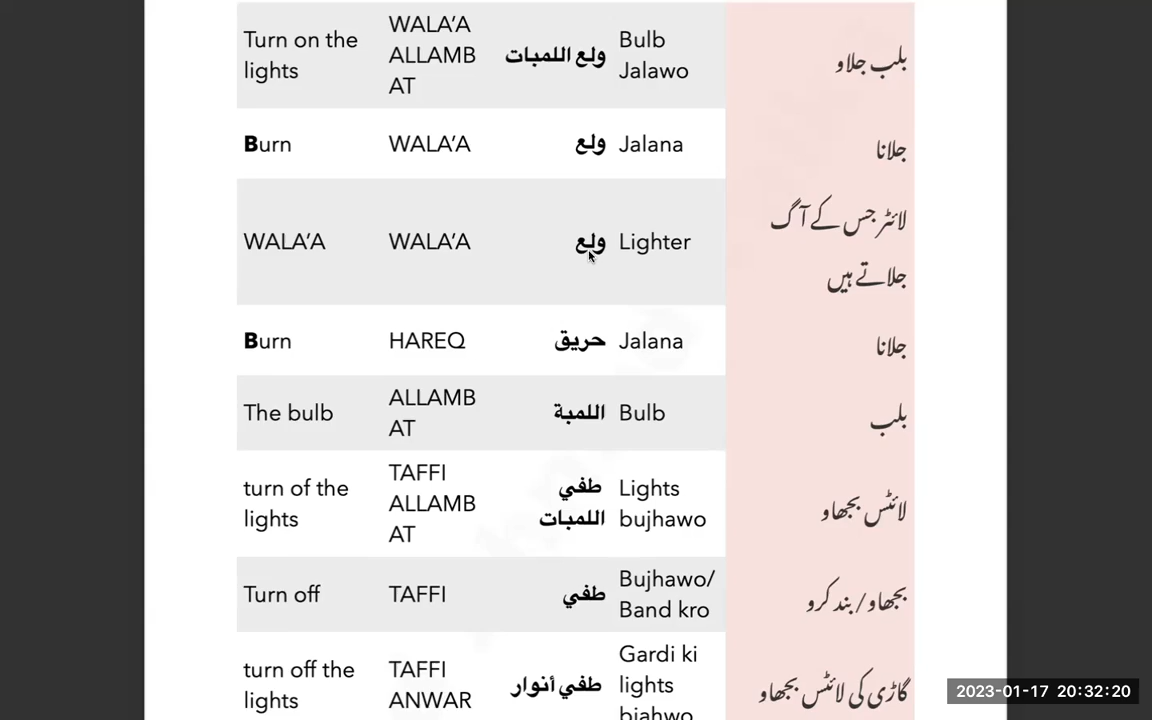 Turn on the
lights
WALA'A
ALLAMB
AT
ولع اللمبات
Bulb
Jalawo
بلب جلاو
Burn
WALA'A
ولع
Jalana
جلانا
WALA'A
WALA'A
ولع
Lighter
لائٹر جس کے آگ
جلاتے ہیں
Burn
HAREQ
حريق
Jalana
جلانا
The bulb
ALLAMB
AT
اللمبة
Bulb
بلب
turn of the
lights
TAFFI
ALLAMB
AT
طفي
اللمبات
Lights
bujhawo
لائٹس بجھاو
Turn off
TAFFI
طفي
Bujhawo/
Band kro
بجھاو / بند کرو
turn off the
lights
TAFFI
ANWAR
طفي أنوار
Gardi ki
lights
bjahwo
گاڑی کی لائٹس بجھاو
2023-01-17 20:32:20